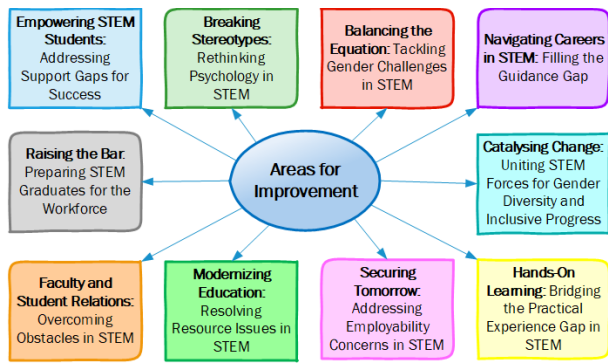 Empowering STEM
Students:
Addressing
Support Gaps for
Success
Breaking
Stereotypes:
Rethinking
Psychology in
STEM
Balancing the
Equation: Tackling
Gender Challenges
in STEM
Navigating Careers
in STEM: Filling the
Guidance Gap
Raising the Bar:
Preparing STEM
Graduates for the
Workforce
Areas for
Improvement
Catalysing Change:
Uniting STEM
Forces for Gender
Diversity and
Inclusive Progress
Faculty and
Student Relations:
Overcoming
Obstacles in STEM
Modernizing
Education:
Resolving
Resource Issues in
STEM
Securing
Tomorrow:
Addressing
Employability
Concerns in STEM
Hands-On
Learning: Bridging
the Practical
Experience Gap in
STEM